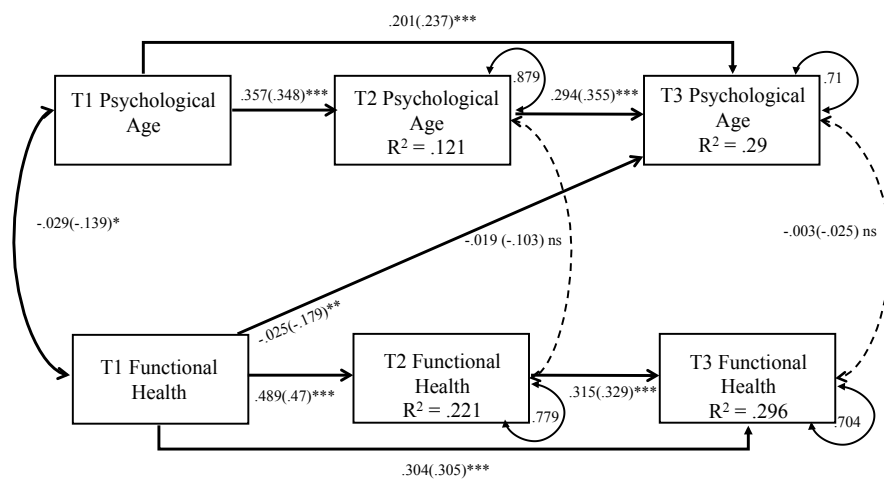 .201(.237)***
T1 Psychological
Age
.357(.348)***
T2 Psychological
Age
R² = .121
.879
.294(.355)***
T3 Psychological
Age
R² = .29
.71
-.029(-.139)*
-.019 (-.103) ns
-.003(-.025) ns
-.025(-.179)**
T1 Functional
Health
.489(.47)***
T2 Functional
Health
R² = .221
.779
.315(.329)***
T3 Functional
Health
R² = .296
.704
.304(.305)***